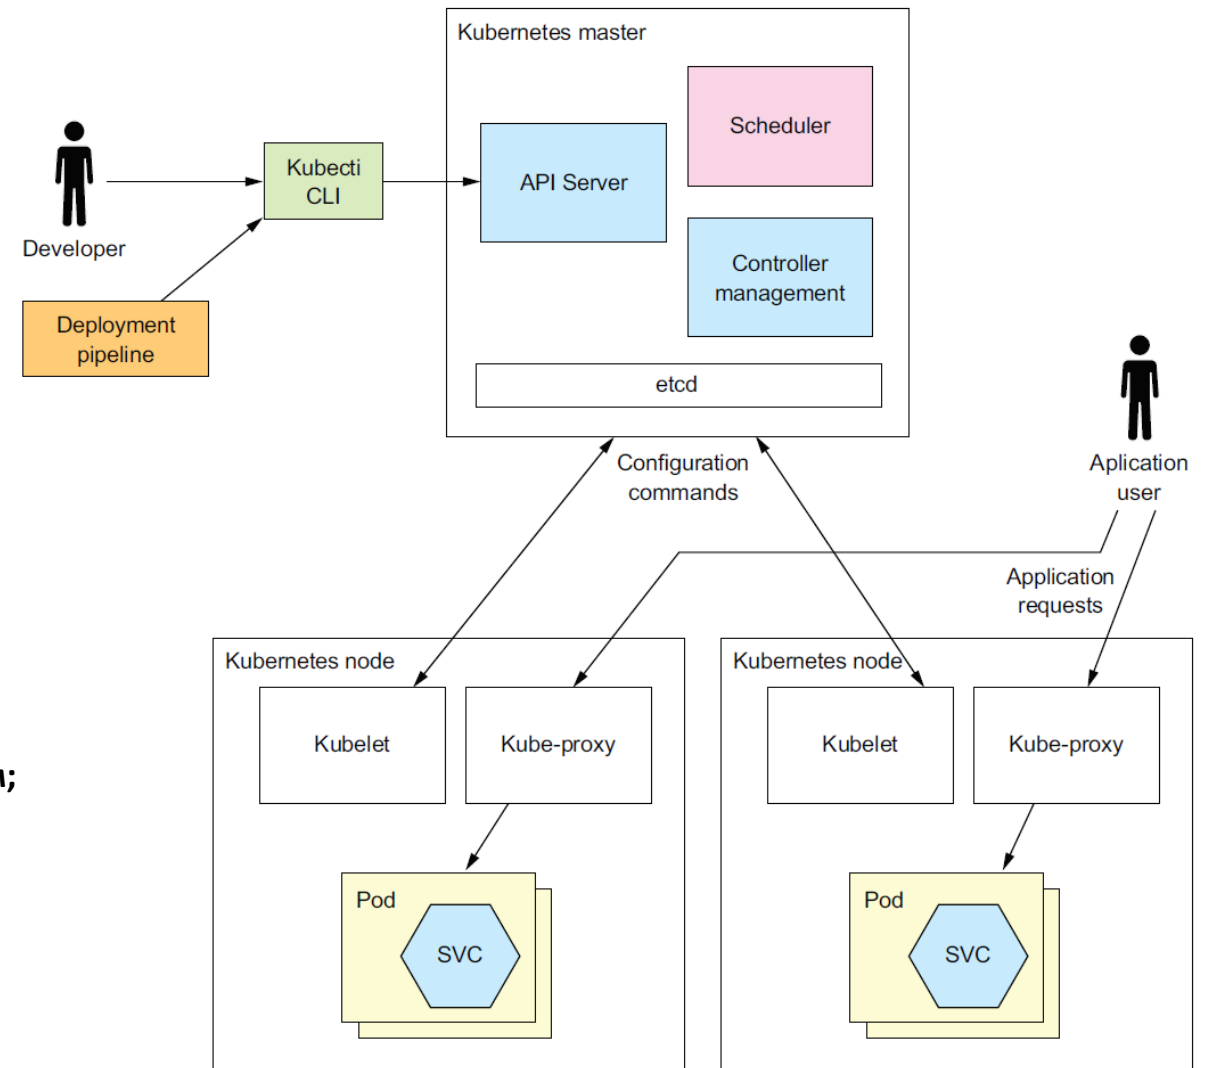 Kubernetes master
Scheduler
API Server
Kubecti
CLI
Developer
Controller
management
Deployment
pipeline
etcd
Configuration
commands
Aplication
user
Application
requests
Kubernetes node
Kubelet
Kube-proxy
Pod
SVC
Kubernetes node
Kubelet
Kube-proxy
Pod
SVC